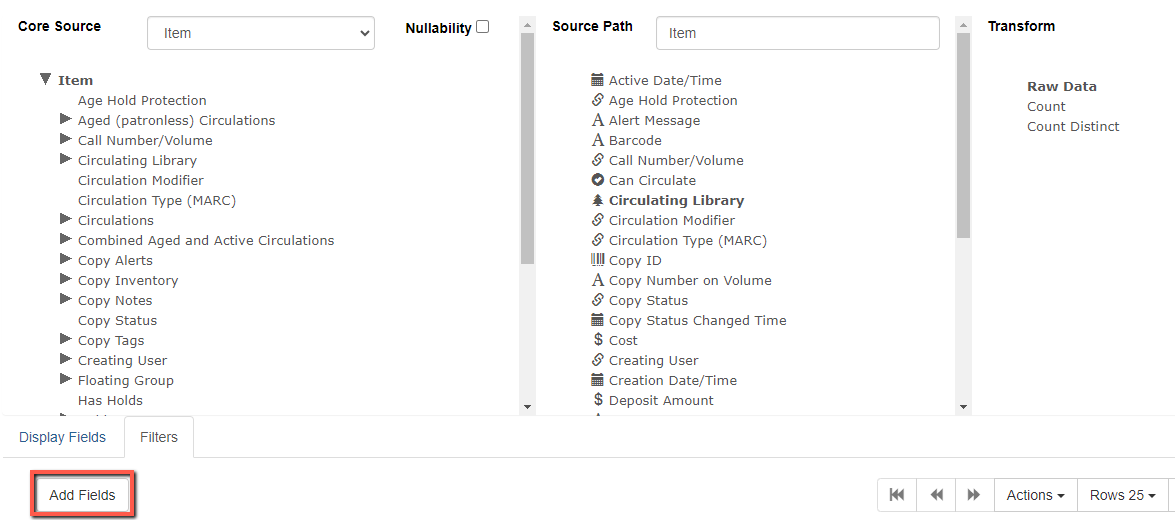 Core Source
Item
Nullability
Source Path
Item
Transform
Item
Age Hold Protection
Aged (patronless) Circulations
Call Number/Volume
Circulating Library
Circulation Modifier
Circulation Type (MARC)
Circulations
Combined Aged and Active Circulations
Copy Alerts
Copy Inventory
Copy Notes
Copy Status
Copy Tags
Creating User
Floating Group
Has Holds
Active Date/Time
Age Hold Protection
Alert Message
Barcode
Call Number/Volume
Can Circulate
Circulating Library
Circulation Modifier
Circulation Type (MARC)
Copy ID
Copy Number on Volume
Copy Status
Copy Status Changed Time
Cost
Creating User
Creation Date/Time
Deposit Amount
Raw Data
Count
Count Distinct
Display Fields
Filters
Add Fields
Actions
Rows 25